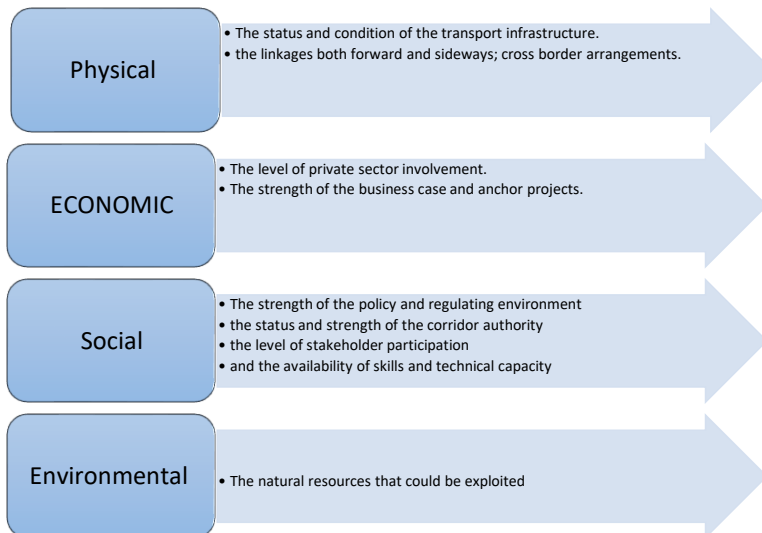 Physical
• The status and condition of the transport infrastructure.
• the linkages both forward and sideways; cross border arrangements.
ECONOMIC
• The level of private sector involvement.
• The strength of the business case and anchor projects.
Social
• The strength of the policy and regulating environment
• the status and strength of the corridor authority
• the level of stakeholder participation
• and the availability of skills and technical capacity
Environmental
• The natural resources that could be exploited